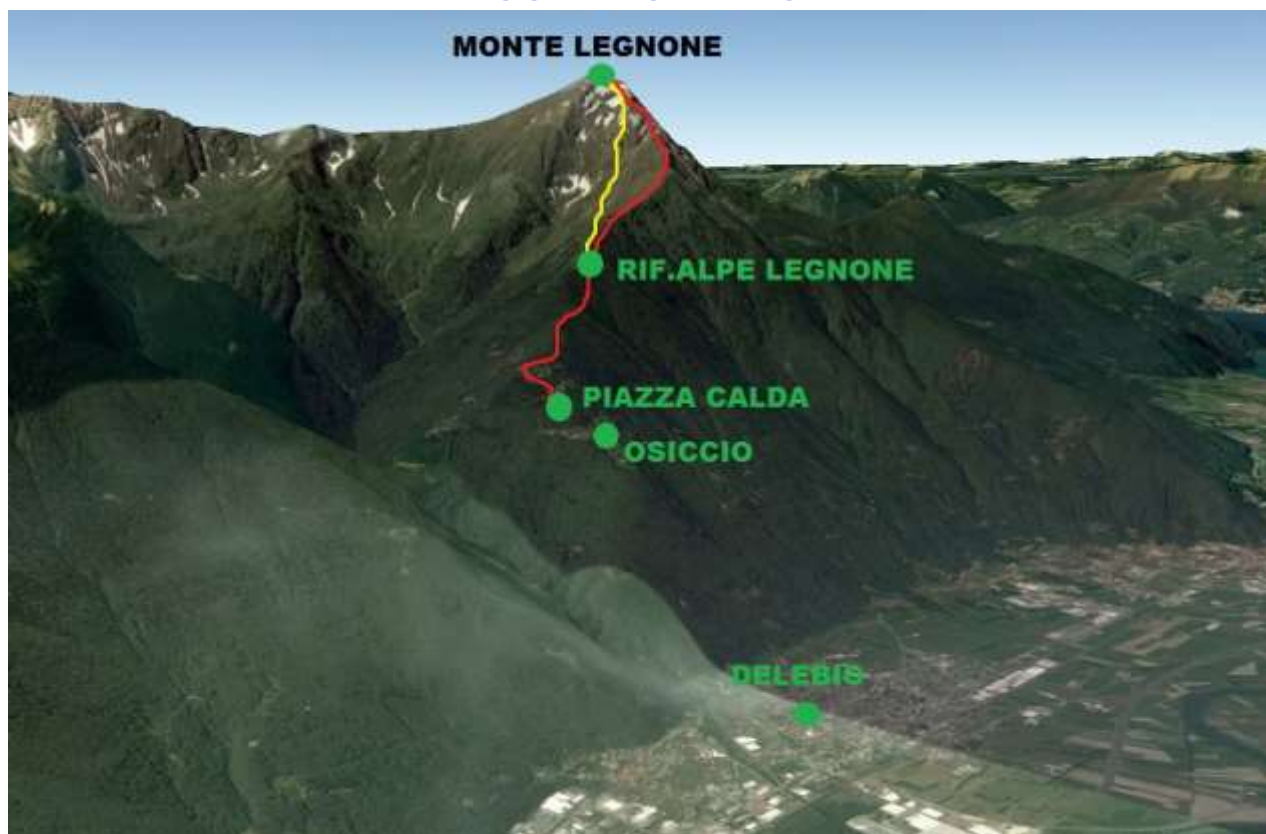 MONTE LEGNONE
RIF.ALPE LEGNONE
PIAZZA CALDA
OSICCIO
DELEBIO